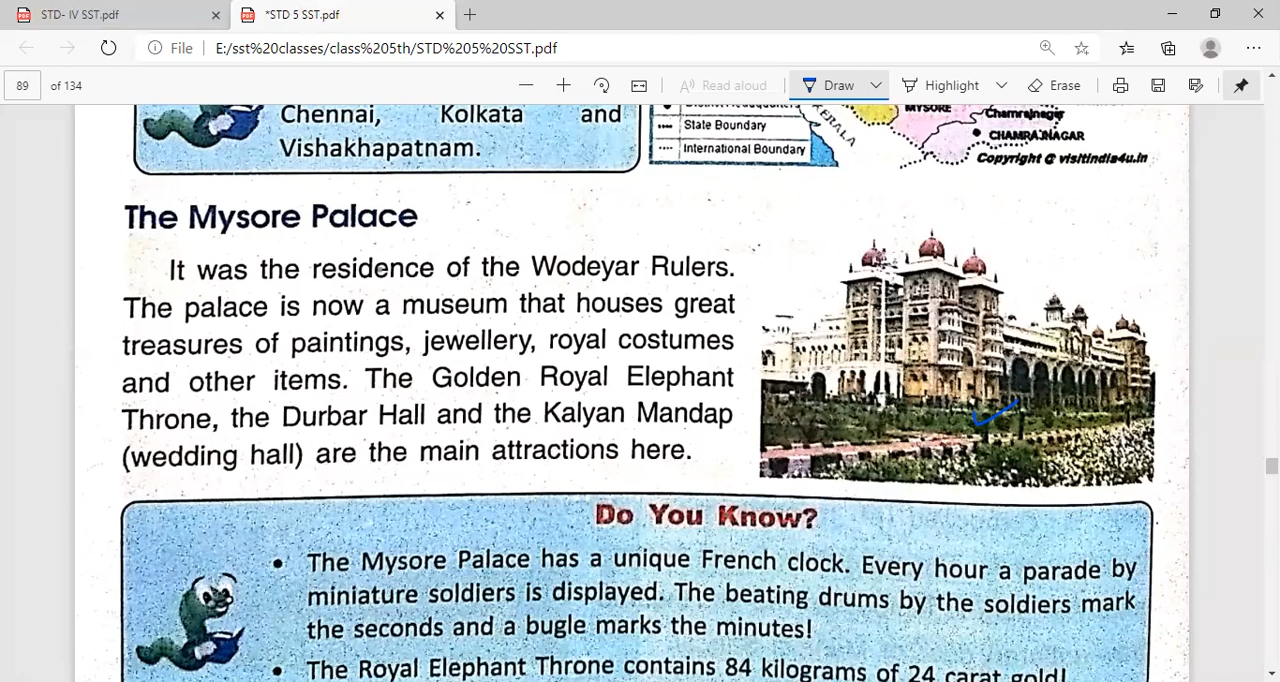 STD- IV SST.pdf
*STD 5 SST.pdf
File E:/sst%20classes/class%205th/STD%205%20SST.pdf
89 of 134 Read aloud Draw Highlight Erase
Chennai, Kolkata and
Vishakhapatnam.
State Boundary
International Boundary
KERALA
MYSORE
Chamrajnagar
CHAMRAJNAGAR
Copyright @ visitindia4u.in
The Mysore Palace
It was the residence of the Wodeyar Rulers.
The palace is now a museum that houses great
treasures of paintings, jewellery, royal costumes
and other items. The Golden Royal Elephant
Throne, the Durbar Hall and the Kalyan Mandap
(wedding hall) are the main attractions here.
Do You Know?
• The Mysore Palace has a unique French clock. Every hour a parade by
miniature soldiers is displayed. The beating drums by the soldiers mark
the seconds and a bugle marks the minutes!
• The Royal Elephant Throne contains 84 kilograms of 24 carat gold!